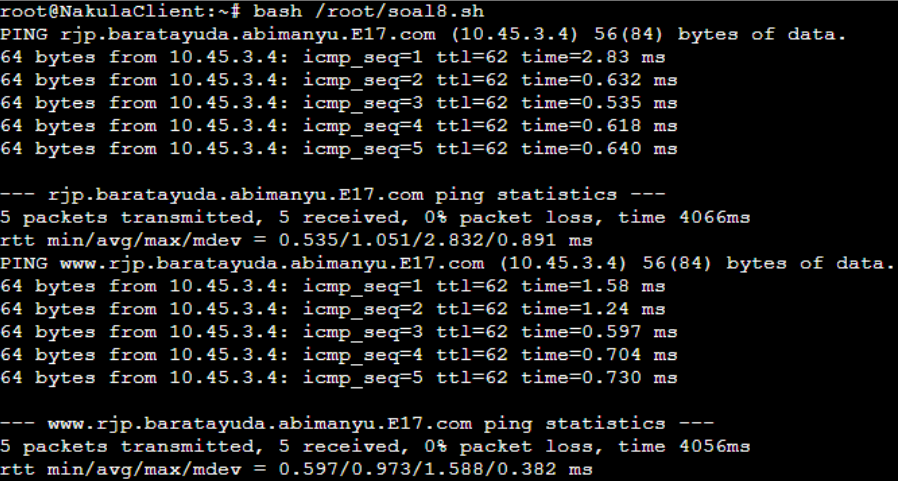 root@NakulaClient:~# bash /root/soal8.sh
PING rjp.baratayuda.abimanyu.E17.com (10.45.3.4) 56(84) bytes of data.
64 bytes from 10.45.3.4: icmp_seq=1 ttl=62 time=2.83 ms
64 bytes from 10.45.3.4: icmp_seq=2 ttl=62 time=0.632 ms
64 bytes from 10.45.3.4: icmp_seq=3 ttl=62 time=0.535 ms
64 bytes from 10.45.3.4: icmp_seq=4 ttl=62 time=0.618 ms
64 bytes from 10.45.3.4: icmp_seq=5 ttl=62 time=0.640 ms

--- rjp.baratayuda.abimanyu.E17.com ping statistics ---
5 packets transmitted, 5 received, 0% packet loss, time 4066ms
rtt min/avg/max/mdev = 0.535/1.051/2.832/0.891 ms
PING www.rjp.baratayuda.abimanyu.E17.com (10.45.3.4) 56(84) bytes of data.
64 bytes from 10.45.3.4: icmp_seq=1 ttl=62 time=1.58 ms
64 bytes from 10.45.3.4: icmp_seq=2 ttl=62 time=1.24 ms
64 bytes from 10.45.3.4: icmp_seq=3 ttl=62 time=0.597 ms
64 bytes from 10.45.3.4: icmp_seq=4 ttl=62 time=0.704 ms
64 bytes from 10.45.3.4: icmp_seq=5 ttl=62 time=0.730 ms

--- www.rjp.baratayuda.abimanyu.E17.com ping statistics ---
5 packets transmitted, 5 received, 0% packet loss, time 4056ms
rtt min/avg/max/mdev = 0.597/0.973/1.588/0.382 ms